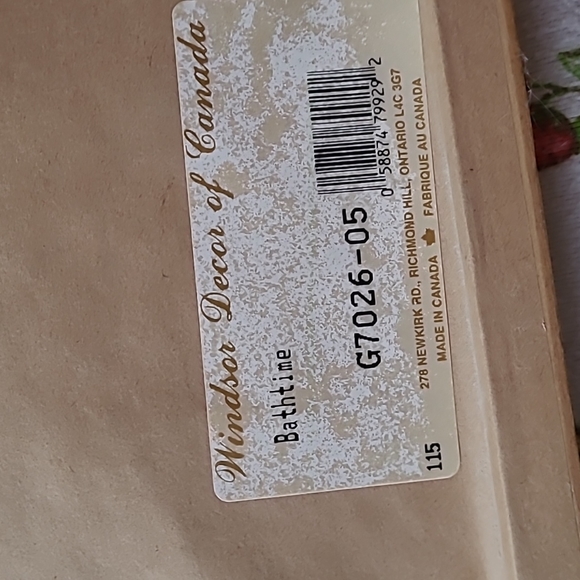 Windsor Decor of Canada
Bathtime
G7026-05
0 58874 79929 2
278 NEWKIRK RD., RICHMOND HILL, ONTARIO L4C 3G7
MADE IN CANADA FABRIQUE AU CANADA
115